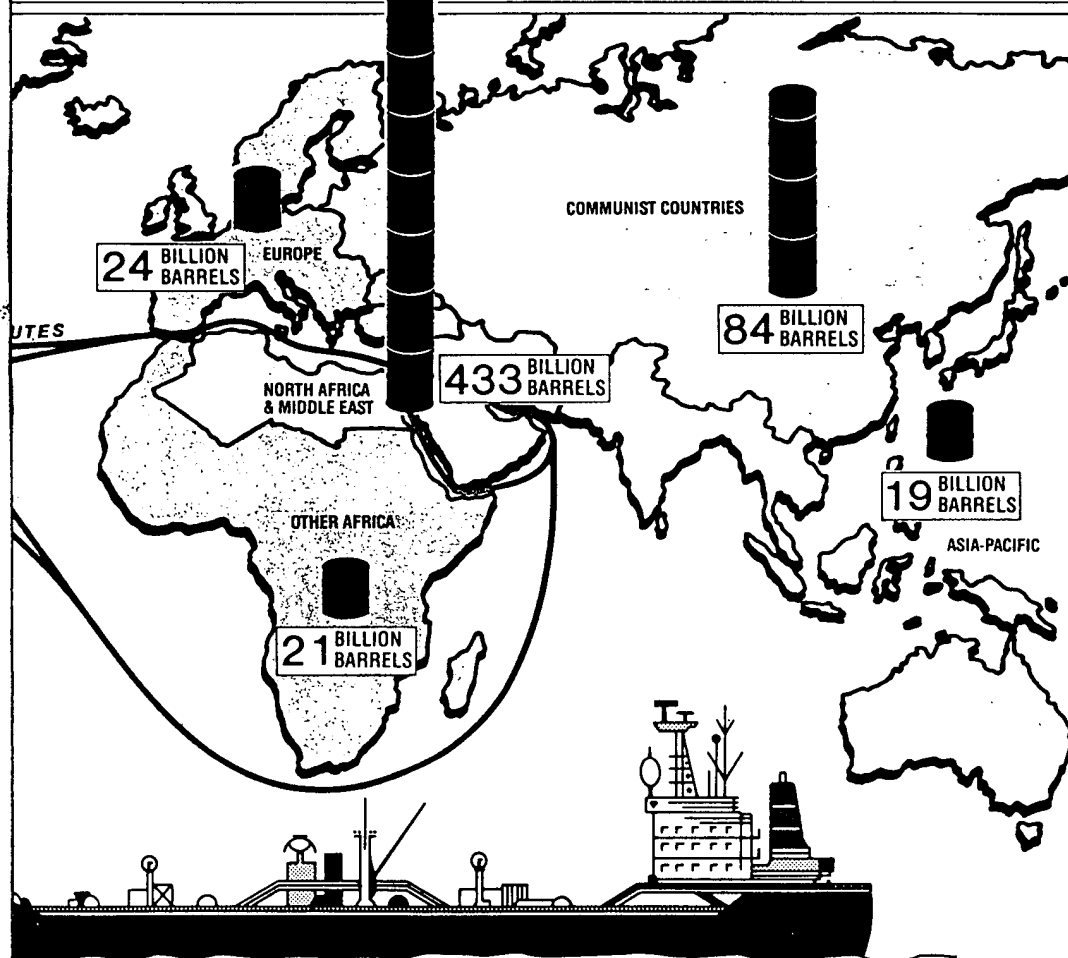 COMMUNIST COUNTRIES
24 BILLION
BARRELS
EUROPE
84 BILLION
BARRELS
UTES
433 BILLION
BARRELS
NORTH AFRICA
& MIDDLE EAST
19 BILLION
BARRELS
OTHER AFRICA
ASIA-PACIFIC
21 BILLION
BARRELS